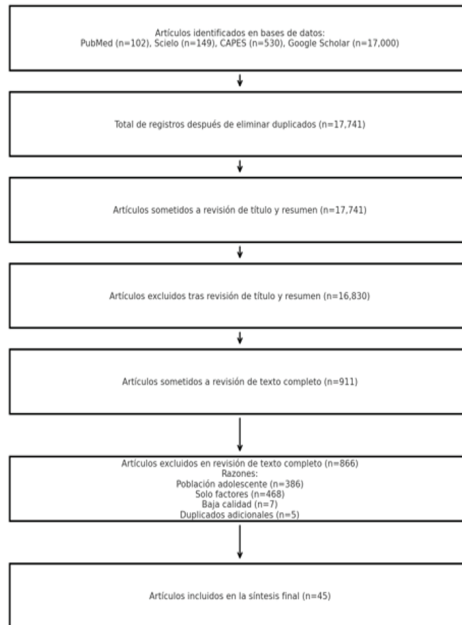 Artículos identificados en bases de datos:
PubMed (n=102), Scielo (n=149), CAPES (n=530), Google Scholar (n=17,000)
Total de registros después de eliminar duplicados (n=17,741)
Artículos sometidos a revisión de título y resumen (n=17,741)
Artículos excluidos tras revisión de título y resumen (n=16,830)
Artículos sometidos a revisión de texto completo (n=911)
Artículos excluidos en revisión de texto completo (n=866)
Razones:
Población adolescente (n=386)
Solo factores (n=468)
Baja calidad (n=7)
Duplicados adicionales (n=5)
Artículos incluidos en la síntesis final (n=45)